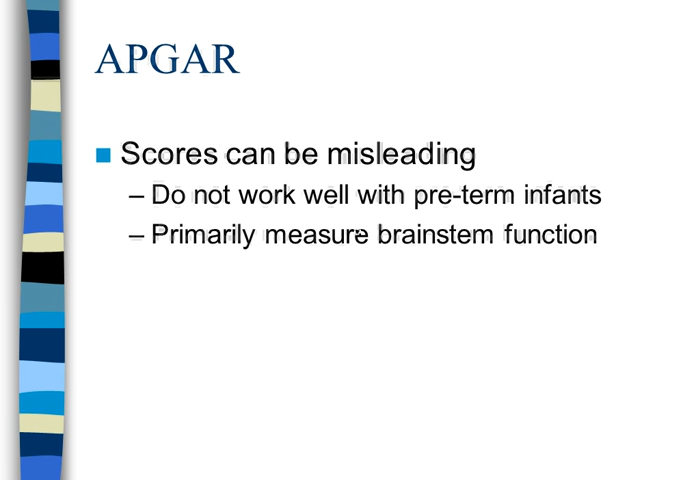 APGAR
Scores can be misleading
– Do not work well with pre-term infants
– Primarily measure brainstem function